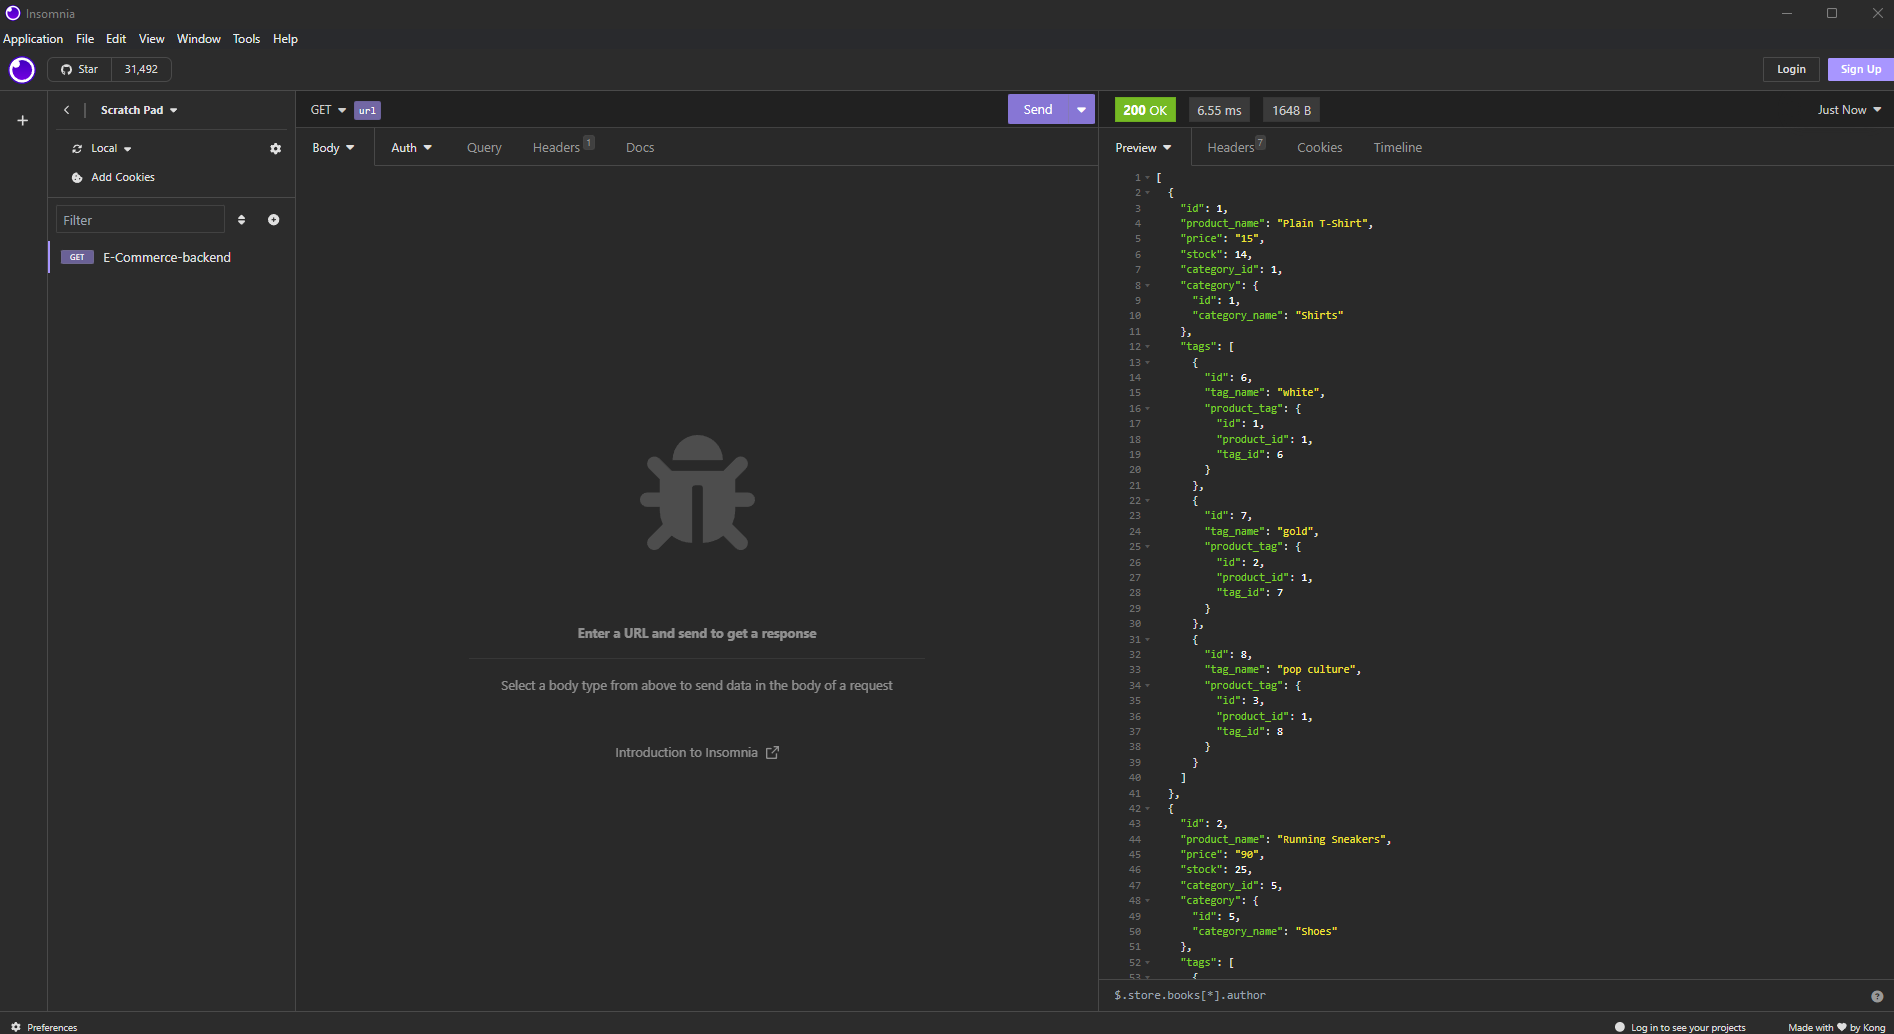 Insomnia
Application File Edit View Window Tools Help
Star 31,492
Login Sign Up
Scratch Pad
Local
Add Cookies
Filter
GET E-Commerce-backend
GET url
Send
Body Auth Query Headers 1 Docs
Enter a URL and send to get a response
Select a body type from above to send data in the body of a request
Introduction to Insomnia
200 OK 6.55 ms 1648 B Just Now
Preview Headers 7 Cookies Timeline
1 [
2 {
3 "id": 1,
4 "product_name": "Plain T-Shirt",
5 "price": "15",
6 "stock": 14,
7 "category_id": 1,
8 "category": {
9 "id": 1,
10 "category_name": "Shirts"
11 },
12 "tags": [
13 {
14 "id": 6,
15 "tag_name": "white",
16 "product_tag": {
17 "id": 1,
18 "product_id": 1,
19 "tag_id": 6
20 }
21 },
22 {
23 "id": 7,
24 "tag_name": "gold",
25 "product_tag": {
26 "id": 2,
27 "product_id": 1,
28 "tag_id": 7
29 }
30 },
31 {
32 "id": 8,
33 "tag_name": "pop culture",
34 "product_tag": {
35 "id": 3,
36 "product_id": 1,
37 "tag_id": 8
38 }
39 }
40 ]
41 },
42 {
43 "id": 2,
44 "product_name": "Running Sneakers",
45 "price": "90",
46 "stock": 25,
47 "category_id": 5,
48 "category": {
49 "id": 5,
50 "category_name": "Shoes"
51 },
52 "tags": [
53 {
$.store.books[*].author
Preferences
Log in to see your projects
Made with ♥ by Kong